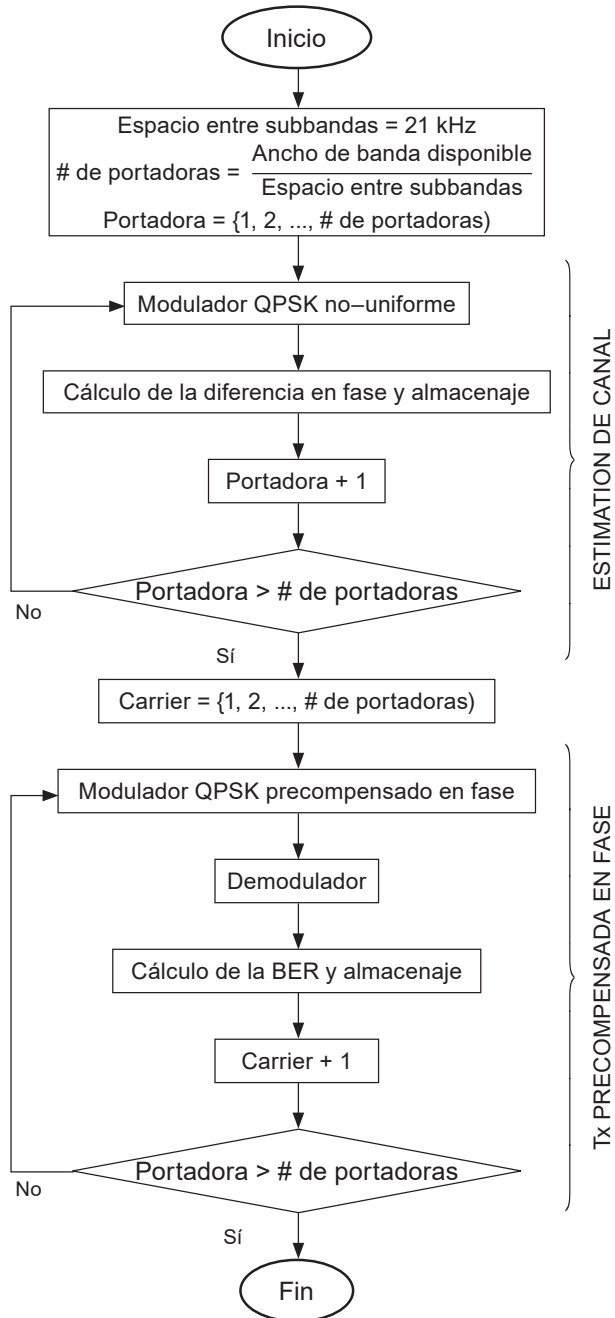 Inicio
Espacio entre subbandas = 21 kHz
# de portadoras = Ancho de banda disponible
Espacio entre subbandas
Portadora = {1, 2, ..., # de portadoras)
Modulador QPSK no–uniforme
Cálculo de la diferencia en fase y almacenaje
Portadora + 1
Portadora > # de portadoras
No
Sí
ESTIMATION DE CANAL
Carrier = {1, 2, ..., # de portadoras)
Modulador QPSK precompensado en fase
Demodulador
Cálculo de la BER y almacenaje
Carrier + 1
Portadora > # de portadoras
No
Sí
Tx PRECOMPENSADA EN FASE
Fin